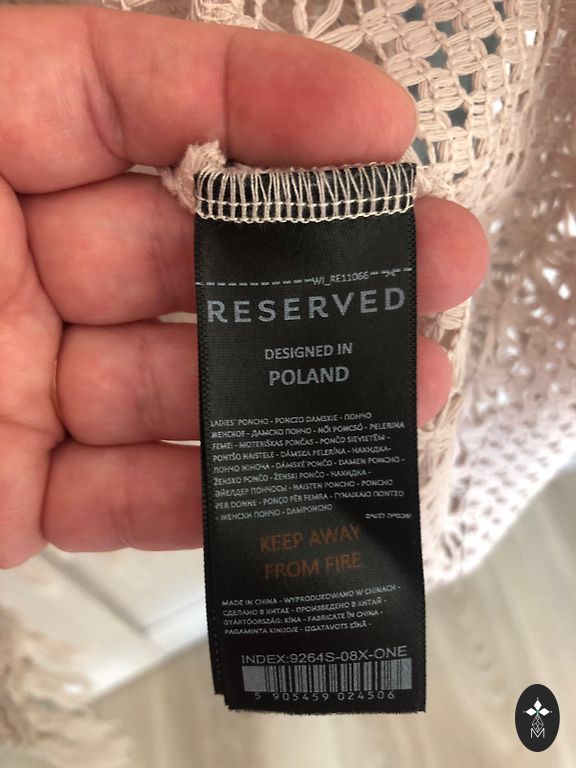 WI_RE11066
RESERVED
DESIGNED IN
POLAND
LADIES' PONCHO - PONCZO DAMSKIE - ПОНЧО
ЖЕНСКОЕ - ДАМСКО ПОНЧО - NŐI PONCSÓ - PELERINA
FEMEI - MOTERIŠKAS PONČAS - PONČO SIEVIETĒM -
PONTŠO NAISTELE - DÁMSKA PELERÍNA - НАКИДКА-
ПОНЧО ЖІНОЧА - DÁMSKÉ PONČO - DAMEN PONCHO -
ŽENSKO PONČO - ŽENSKI PONČO - НАКИДКА -
ӘЙЕЛДЕР ПОНЧОСЫ - NAISTEN PONCHO - PONCHO
PER DONNE - PONÇO PËR FEMRA - ΓΥΝΑΙΚΕΙΟ ΠΟΝΤΣΟ
- ЖЕНСКИ ПОНЧО - DAMPONCHO
KEEP AWAY
FROM FIRE
MADE IN CHINA - WYPRODUKOWANO W CHINACH -
СДЕЛАНО В КИТАЕ - ПРОИЗВЕДЕНО В КИТАЙ -
GYÁRTÓORSZÁG: KÍNA - FABRICATE ÎN CHINA -
PAGAMINTA KINIJOJE - IZGATAVOTS ĶĪNĀ -
INDEX:9264S-08X-ONE
5 905459 024506
M